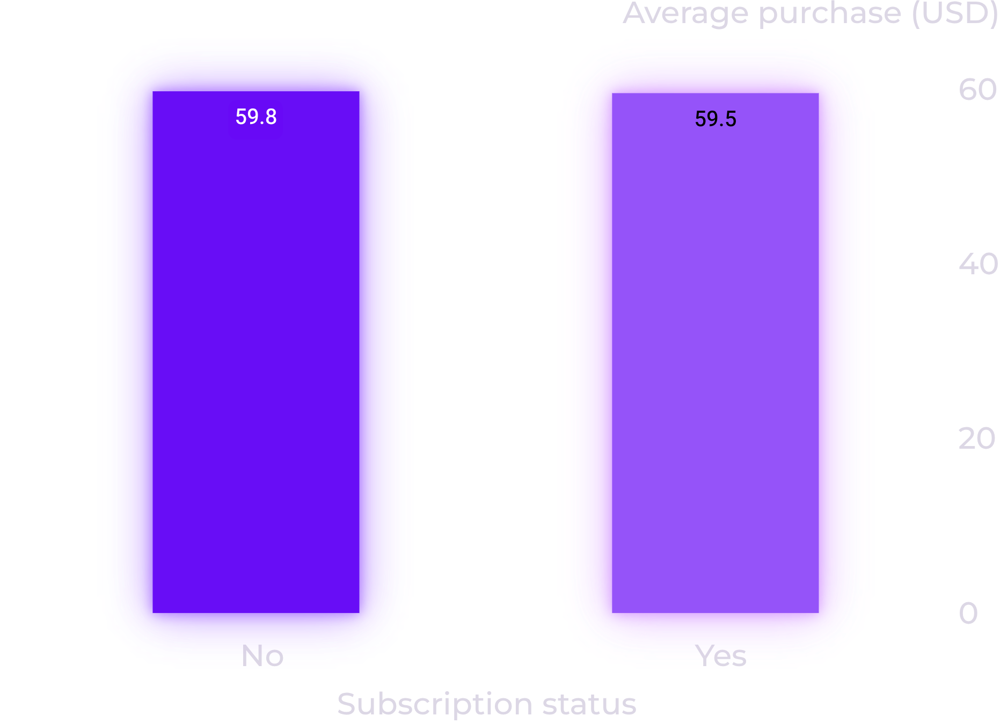 Average purchase (USD)
60
59.8
59.5
40
20
0
No
Yes
Subscription status